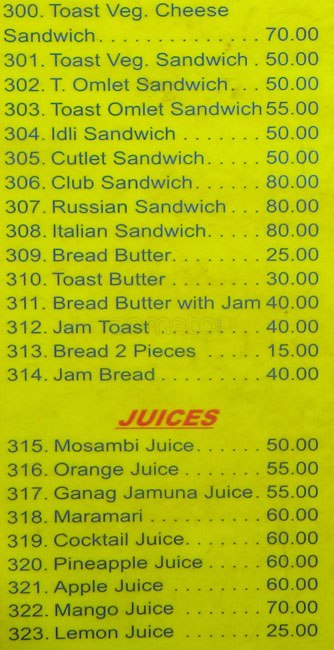 300. Toast Veg. Cheese
Sandwich. . . . . . . . . . . . . . 70.00
301. Toast Veg. Sandwich . 50.00
302. T. Omlet Sandwich. . . 50.00
303. Toast Omlet Sandwich 55.00
304. Idli Sandwich . . . . . . . 50.00
305. Cutlet Sandwich. . . . . 50.00
306. Club Sandwich. . . . . . 80.00
307. Russian Sandwich . . . 80.00
308. Italian Sandwich. . . . . 80.00
309. Bread Butter. . . . . . . . 25.00
310. Toast Butter . . . . . . . . 30.00
311. Bread Butter with Jam 40.00
312. Jam Toast . . . . . . . . . 40.00
313. Bread 2 Pieces . . . . . 15.00
314. Jam Bread . . . . . . . . . 40.00
JUICES
315. Mosambi Juice. . . . . . 50.00
316. Orange Juice . . . . . . . 55.00
317. Ganag Jamuna Juice. 55.00
318. Maramari . . . . . . . . . . 60.00
319. Cocktail Juice. . . . . . . 60.00
320. Pineapple Juice . . . . . 60.00
321. Apple Juice . . . . . . . . 60.00
322. Mango Juice . . . . . . . 70.00
323. Lemon Juice . . . . . . . 25.00